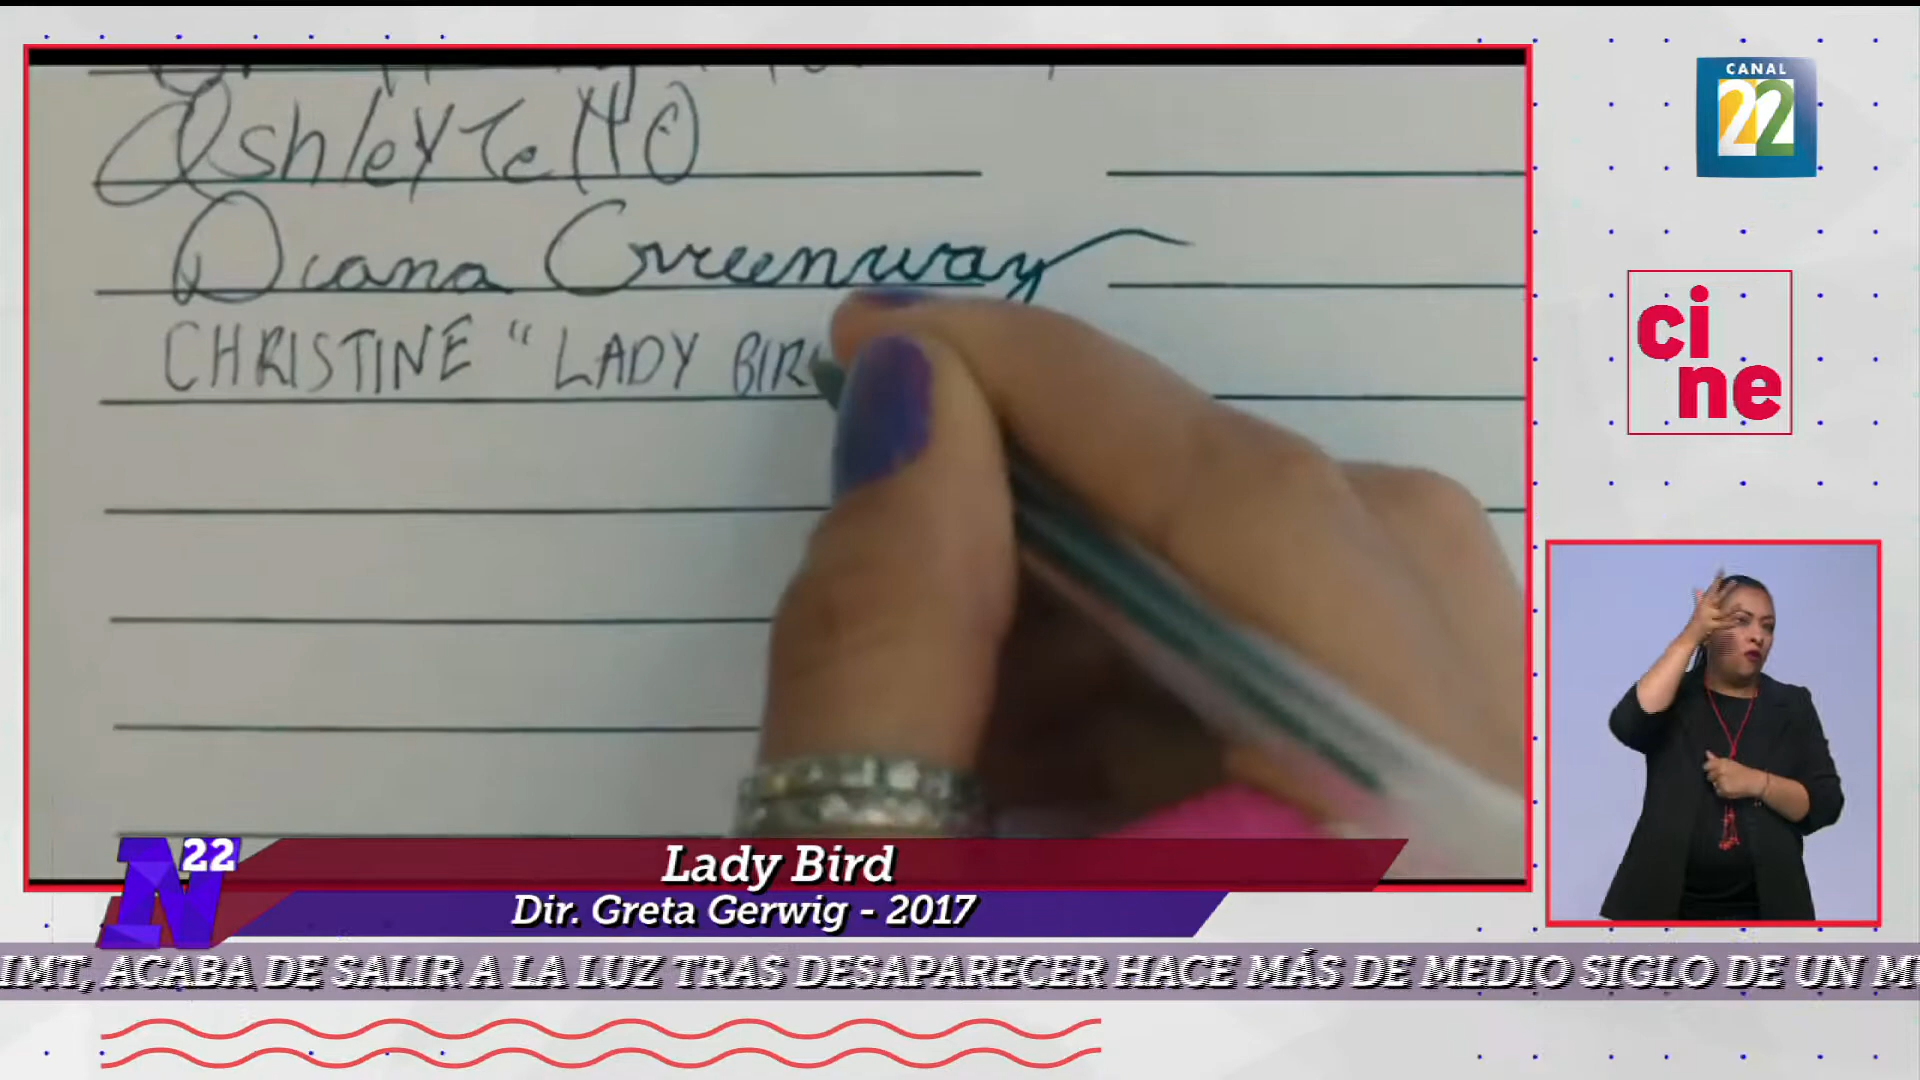 CANAL
22
Ashley Tello
Diana Greenway
CHRISTINE "LADY BIR
ci
ne
N22
Lady Bird
Dir. Greta Gerwig - 2017
IMT, ACABA DE SALIR A LA LUZ TRAS DESAPARECER HACE MÁS DE MEDIO SIGLO DE UN M